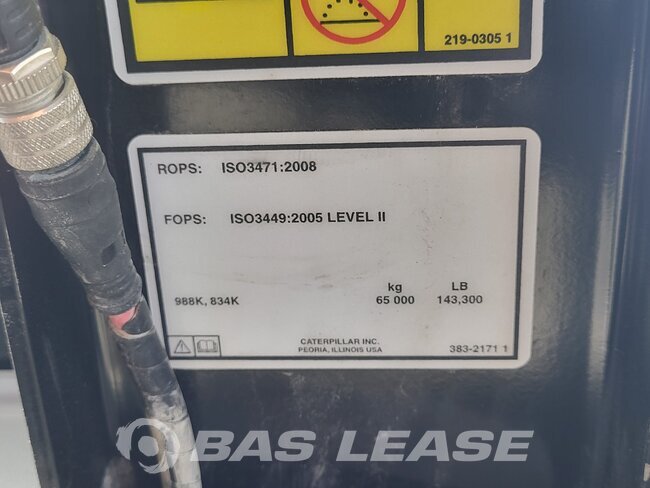 219-0305 1
ROPS: ISO3471:2008
FOPS: ISO3449:2005 LEVEL II
kg LB
988K, 834K 65 000 143,300
CATERPILLAR INC.
PEORIA, ILLINOIS USA
383-2171 1
BAS LEASE